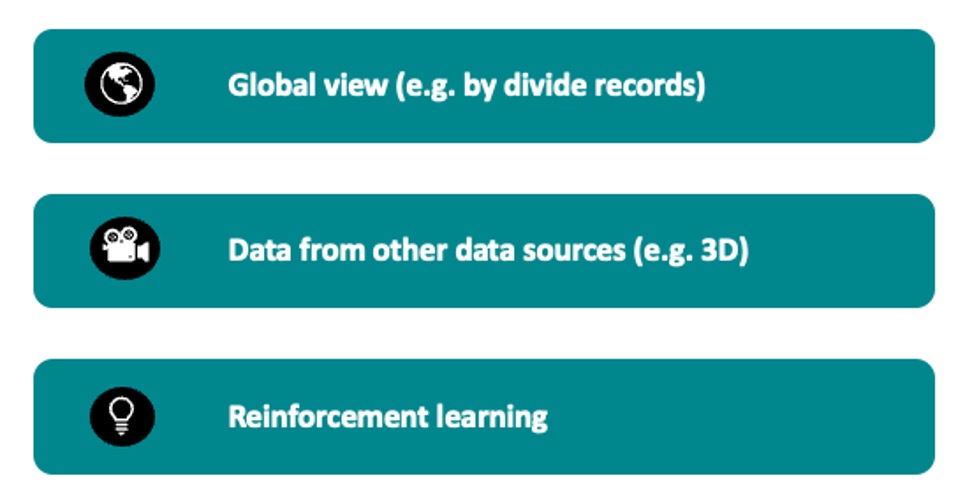 Global view (e.g. by divide records)
Data from other data sources (e.g. 3D)
Reinforcement learning